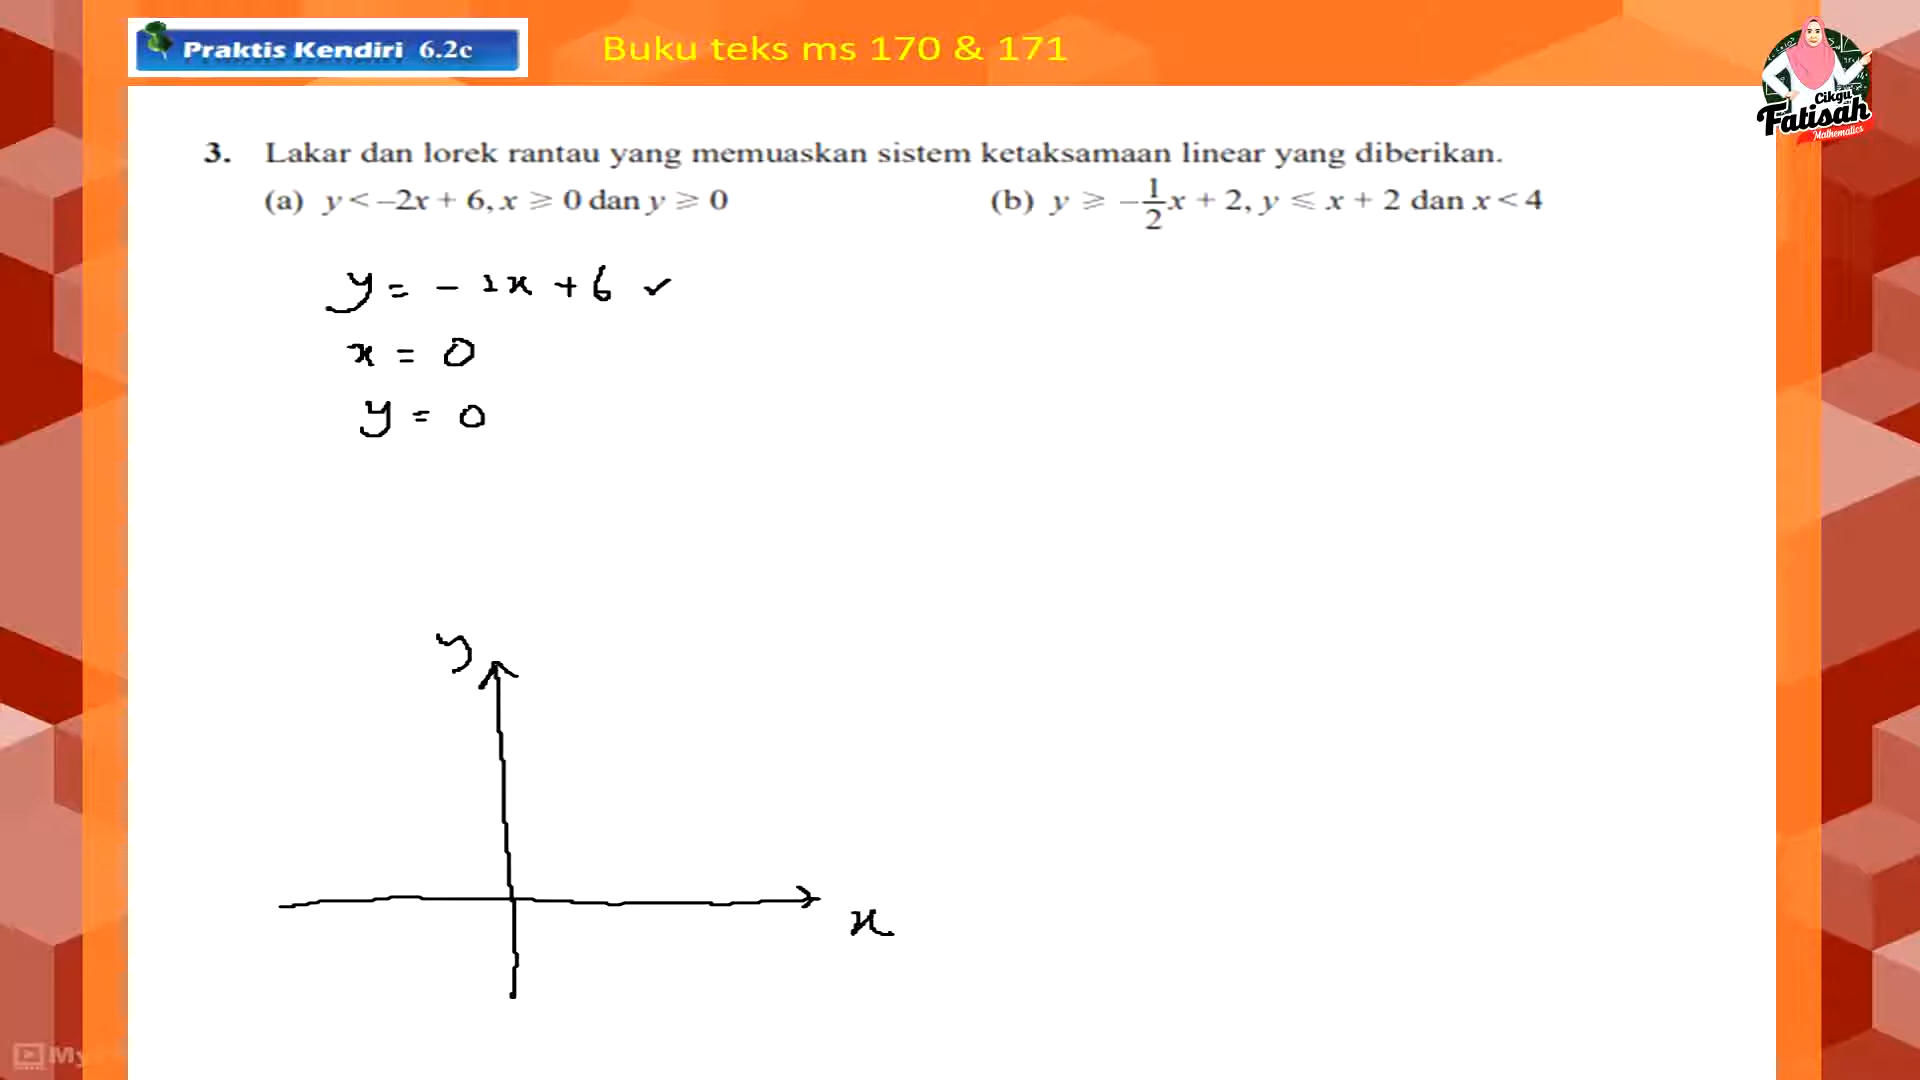 Praktis Kendiri 6.2c
Buku teks ms 170 & 171
Cikgu
Fatisah
Mathematics
3. Lakar dan lorek rantau yang memuaskan sistem ketaksamaan linear yang diberikan.
(a) y < –2x + 6, x ≥ 0 dan y ≥ 0
(b) y ≥ –1/2x + 2, y ≤ x + 2 dan x < 4
y = - 2x + 6 ✓
x = 0
y = 0
y
x
My